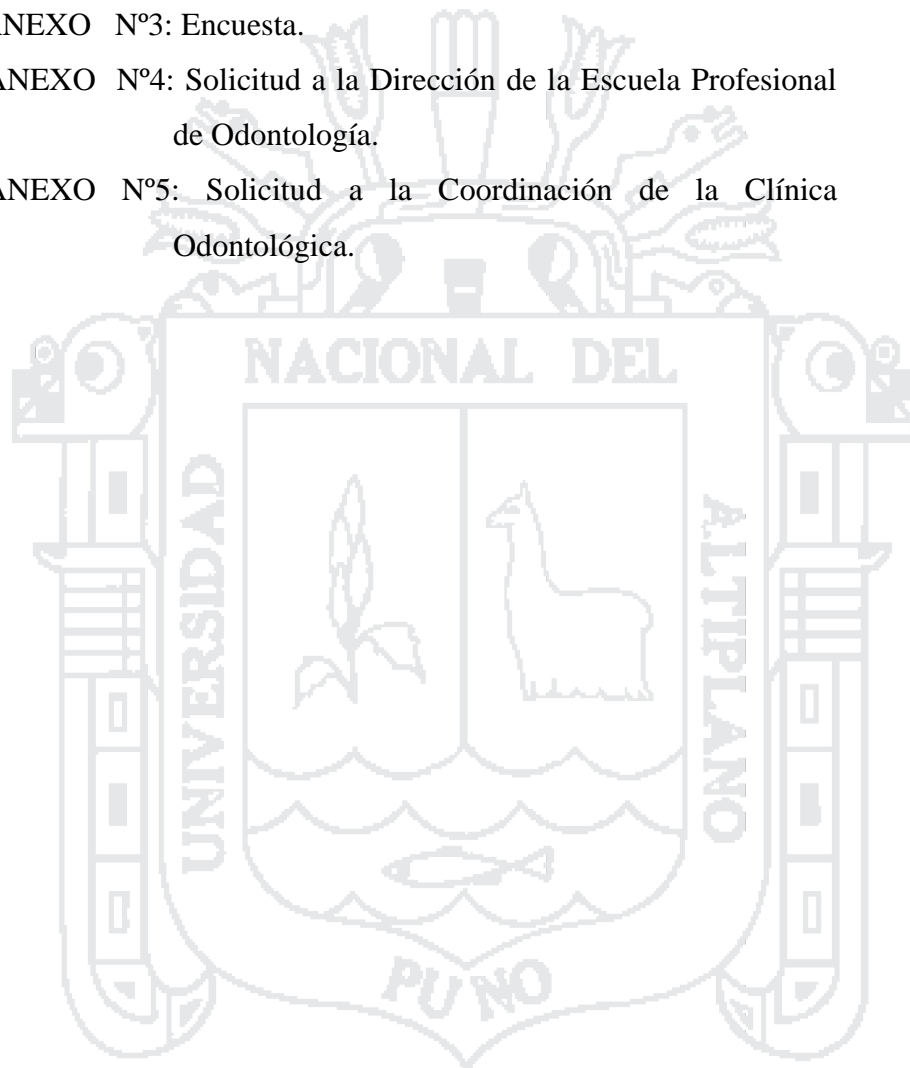 ANEXO Nº3: Encuesta.
ANEXO Nº4: Solicitud a la Dirección de la Escuela Profesional
de Odontología.
ANEXO Nº5: Solicitud a la Coordinación de la Clínica
Odontológica.
NACIONAL DEL
UNIVERSIDAD
ALTIPLANO
PUNO